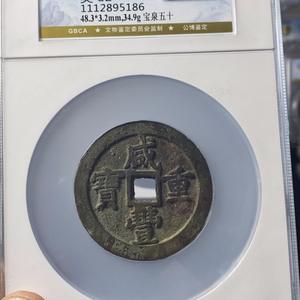 1112895186
48.3*3.2mm,34.9g 宝泉五十
GBCA ★ 文物鉴定委员会监制 ★ 公博鉴定
咸
寶 重
豐